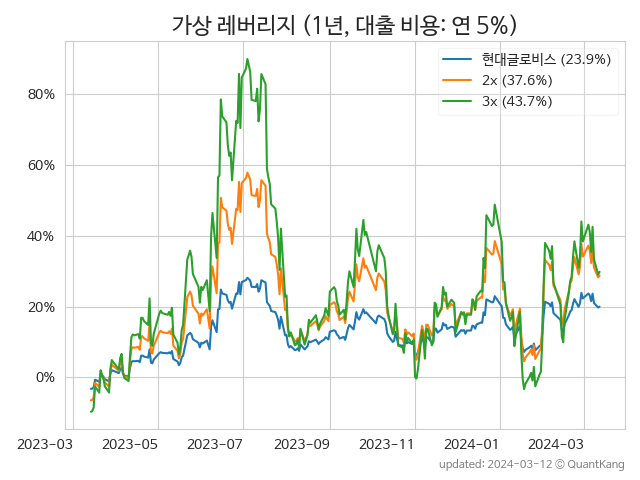 가상 레버리지 (1년, 대출 비용: 연 5%)
현대글로비스 (23.9%)
2x (37.6%)
3x (43.7%)
80%
60%
40%
20%
0%
2023-03 2023-05 2023-07 2023-09 2023-11 2024-01 2024-03
updated: 2024-03-12 © QuantKang